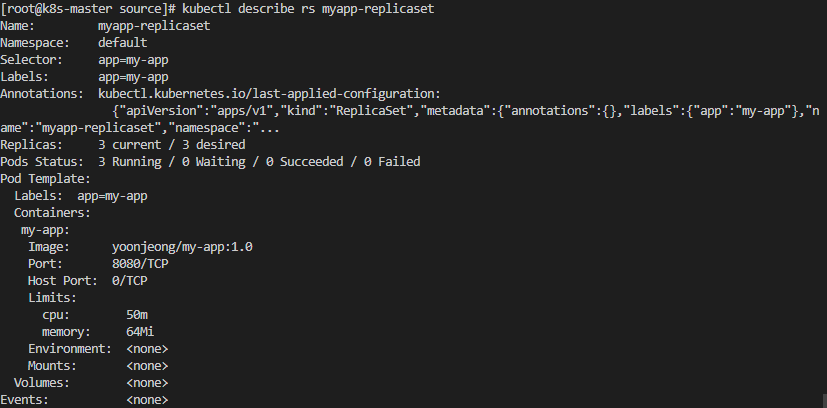 [root@k8s-master source]# kubectl describe rs myapp-replicaset
Name:         myapp-replicaset
Namespace:    default
Selector:     app=my-app
Labels:       app=my-app
Annotations:  kubectl.kubernetes.io/last-applied-configuration:
                {"apiVersion":"apps/v1","kind":"ReplicaSet","metadata":{"annotations":{},"labels":{"app":"my-app"},"n
ame":"myapp-replicaset","namespace":"...
Replicas:     3 current / 3 desired
Pods Status:  3 Running / 0 Waiting / 0 Succeeded / 0 Failed
Pod Template:
  Labels:  app=my-app
  Containers:
   my-app:
    Image:      yoonjeong/my-app:1.0
    Port:       8080/TCP
    Host Port:  0/TCP
    Limits:
      cpu:        50m
      memory:     64Mi
    Environment:  <none>
    Mounts:       <none>
  Volumes:        <none>
Events:           <none>